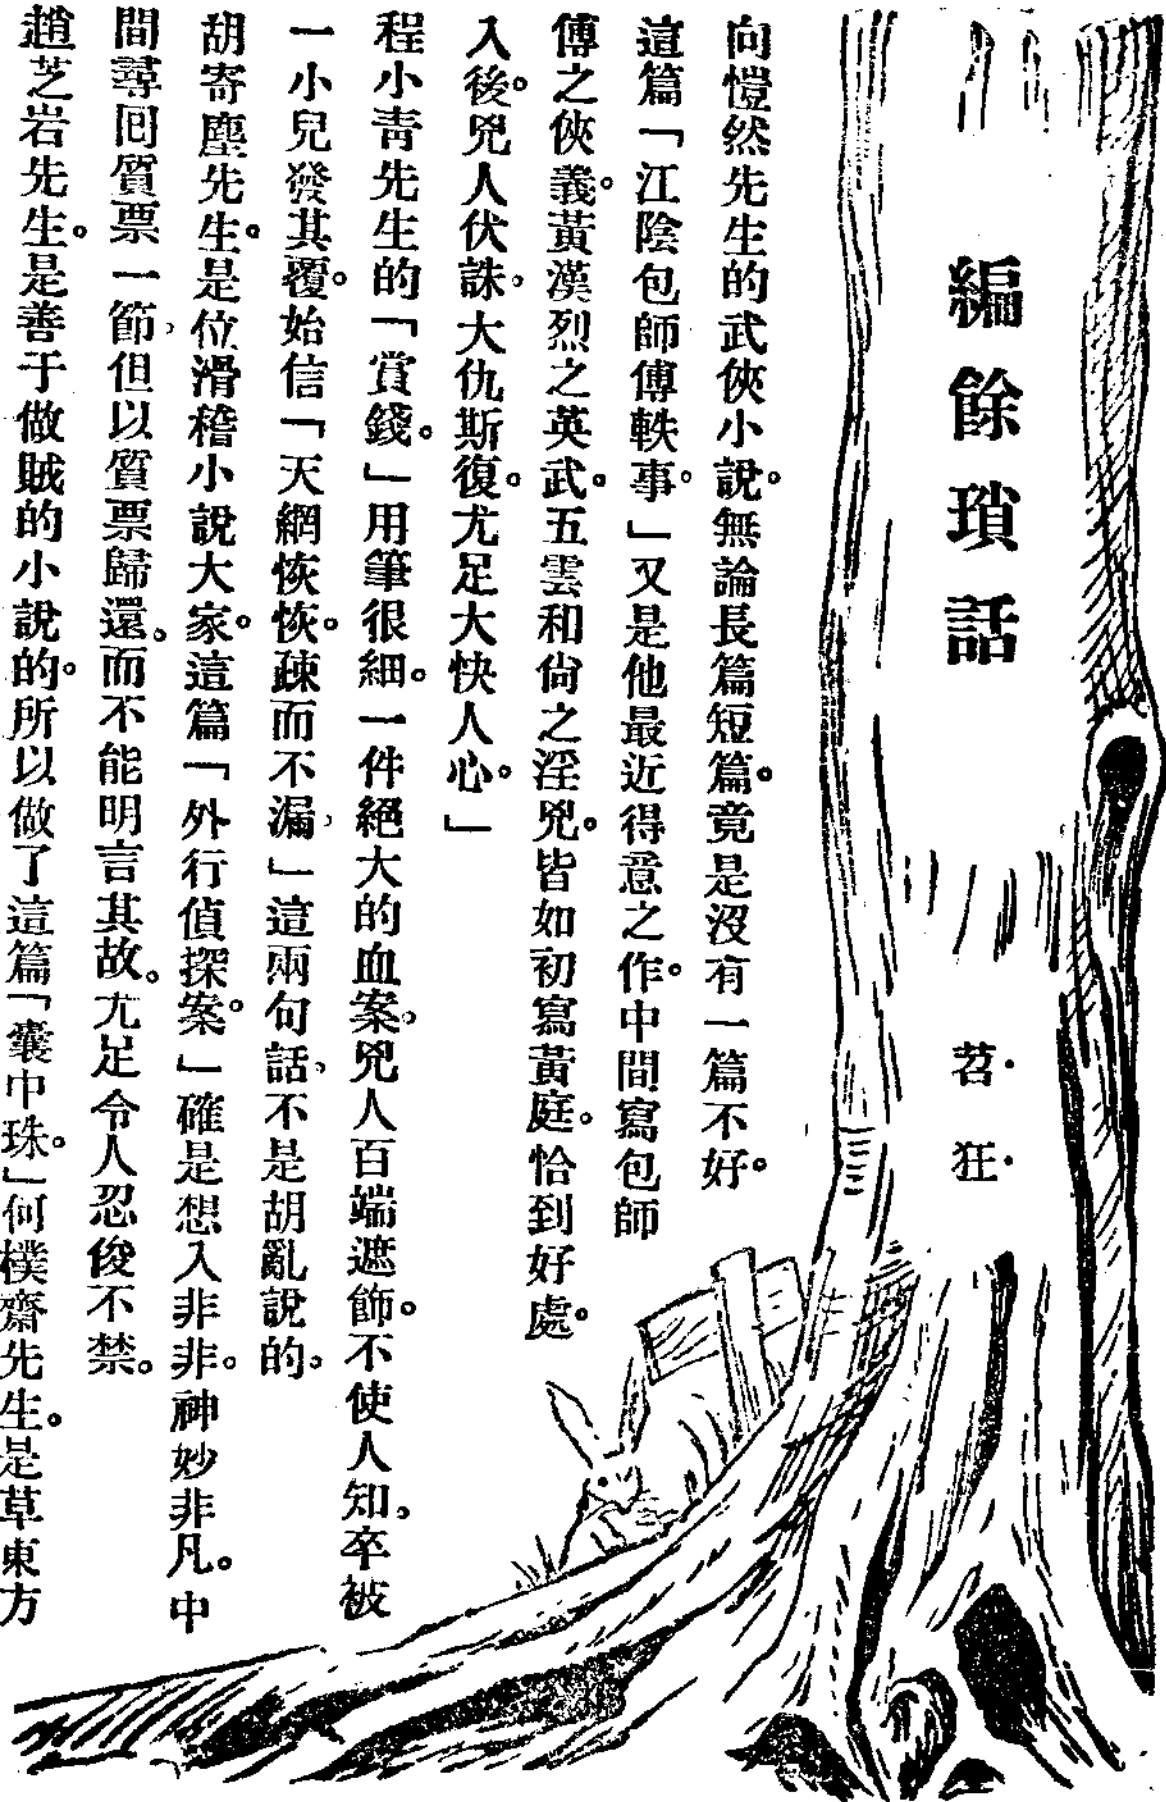 編餘瑣話
苕狂
向愷然先生的武俠小說。無論長篇短篇。竟是沒有一篇不好。
這篇「江陰包師傅軼事。」又是他最近得意之作。中間寫包師
傅之俠義。黃漢烈之英武。五雲和尙之淫兇。皆如初寫黃庭。恰到好處。
入後。兇人伏誅。大仇斯復。尤足大快人心。」
程小靑先生的「賞錢。」用筆很細。一件絕大的血案。兇人百端遮飾。不使人知。卒被
一小兒發其覆。始信「天網恢恢。疎而不漏、」這兩句話、不是胡亂說的。
胡寄塵先生。是位滑稽小說大家。這篇「外行偵探案。」確是想入非非。神妙非凡。中
間尋囘質票一節、但以質票歸還。而不能明言其故。尤足令人忍俊不禁。
趙芝岩先生。是善于做賊的小說的。所以做了這篇「囊中珠。」何樸齋先生。是草東方